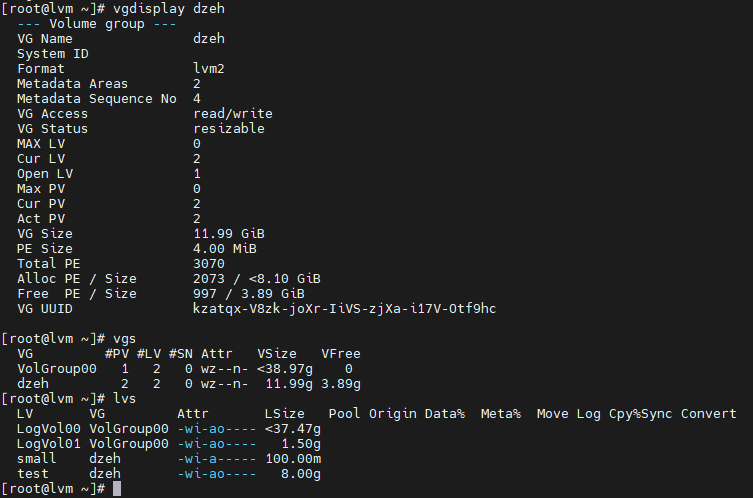 [root@lvm ~]# vgdisplay dzeh
  --- Volume group ---
  VG Name               dzeh
  System ID
  Format                lvm2
  Metadata Areas        2
  Metadata Sequence No  4
  VG Access             read/write
  VG Status             resizable
  MAX LV                0
  Cur LV                2
  Open LV               1
  Max PV                0
  Cur PV                2
  Act PV                2
  VG Size               11.99 GiB
  PE Size               4.00 MiB
  Total PE              3070
  Alloc PE / Size       2073 / <8.10 GiB
  Free  PE / Size       997 / 3.89 GiB
  VG UUID               kzatqx-V8zk-joXr-IiVS-zjXa-i17V-Otf9hc

[root@lvm ~]# vgs
  VG         #PV #LV #SN Attr   VSize   VFree
  VolGroup00   1   2   0 wz--n- <38.97g    0
  dzeh         2   2   0 wz--n-  11.99g 3.89g
[root@lvm ~]# lvs
  LV       VG         Attr       LSize   Pool Origin Data%  Meta%  Move Log Cpy%Sync Convert
  LogVol00 VolGroup00 -wi-ao---- <37.47g
  LogVol01 VolGroup00 -wi-ao----   1.50g
  small    dzeh       -wi-a----- 100.00m
  test     dzeh       -wi-ao----   8.00g
[root@lvm ~]#